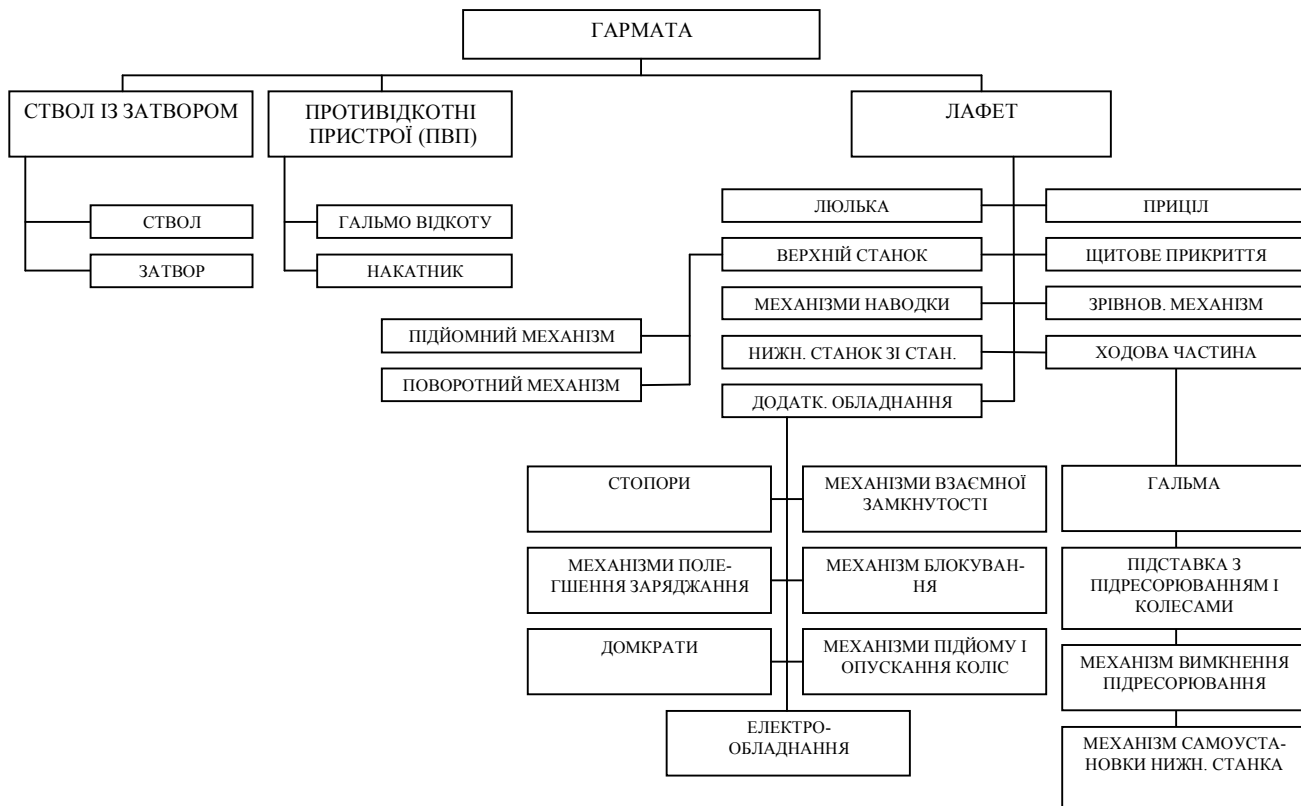 ГАРМАТА
СТВОЛ ІЗ ЗАТВОРОМ
ПРОТИВІДКОТНІ
ПРИСТРОЇ (ПВП)
ЛАФЕТ
СТВОЛ
ЗАТВОР
ГАЛЬМО ВІДКОТУ
НАКАТНИК
ЛЮЛЬКА
ПРИЦІЛ
ВЕРХНІЙ СТАНОК
ЩИТОВЕ ПРИКРИТТЯ
МЕХАНІЗМИ НАВОДКИ
ЗРІВНОВ. МЕХАНІЗМ
ПІДЙОМНИЙ МЕХАНІЗМ
НИЖН. СТАНОК ЗІ СТАН.
ХОДОВА ЧАСТИНА
ПОВОРОТНИЙ МЕХАНІЗМ
ДОДАТК. ОБЛАДНАННЯ
СТОПОРИ
МЕХАНІЗМИ ВЗАЄМНОЇ
ЗАМКНУТОСТІ
ГАЛЬМА
МЕХАНІЗМИ ПОЛЕ-
ГШЕННЯ ЗАРЯДЖАННЯ
МЕХАНІЗМ БЛОКУВАН-
НЯ
ПІДСТАВКА З
ПІДРЕСОРЮВАННЯМ І
КОЛЕСАМИ
ДОМКРАТИ
МЕХАНІЗМИ ПІДЙОМУ І
ОПУСКАННЯ КОЛІС
МЕХАНІЗМ ВИМКНЕННЯ
ПІДРЕСОРЮВАННЯ
ЕЛЕКТРО-
ОБЛАДНАННЯ
МЕХАНІЗМ САМОУСТА-
НОВКИ НИЖН. СТАНКА